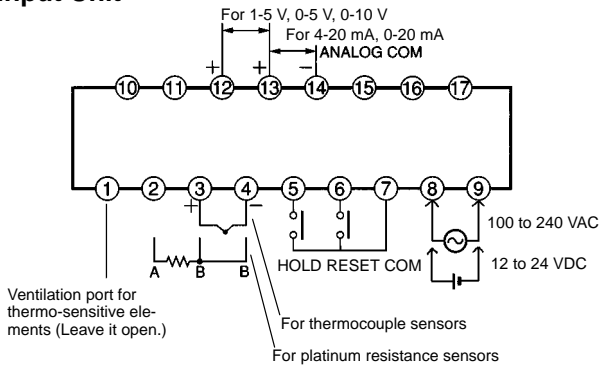 For 1-5 V, 0-5 V, 0-10 V
For 4-20 mA, 0-20 mA
ANALOG COM
+ + −
10 11 12 13 14 15 16 17
1 2 3 4 5 6 7 8 9
+ −
100 to 240 VAC
A B B
HOLD RESET COM
12 to 24 VDC
Ventilation port for
thermo-sensitive ele-
ments (Leave it open.)
For thermocouple sensors
For platinum resistance sensors